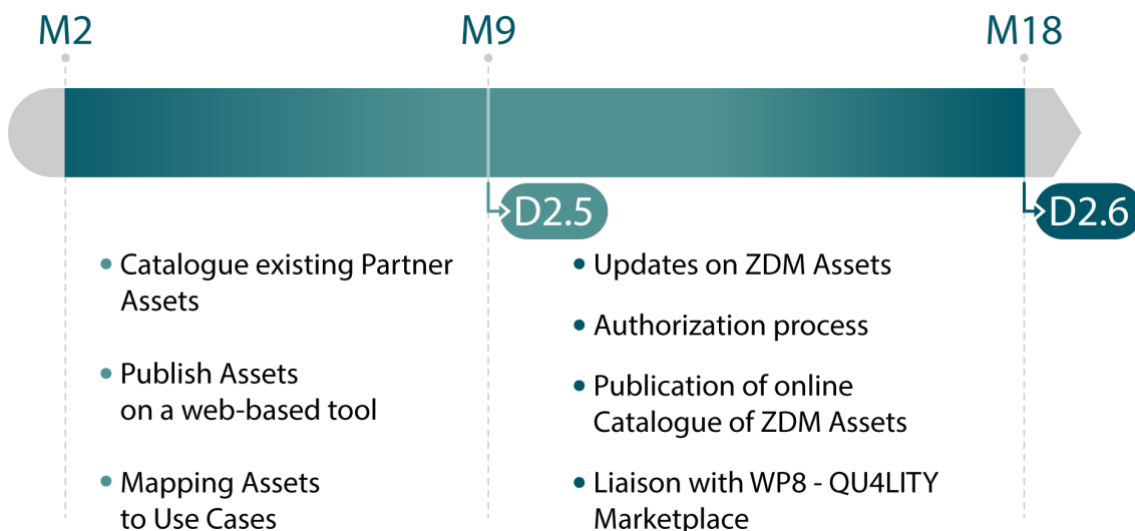 M2
M9
M18
D2.5
D2.6
• Catalogue existing Partner
Assets
• Publish Assets
on a web-based tool
• Mapping Assets
to Use Cases
• Updates on ZDM Assets
• Authorization process
• Publication of online
Catalogue of ZDM Assets
• Liaison with WP8 - QU4LITY
Marketplace